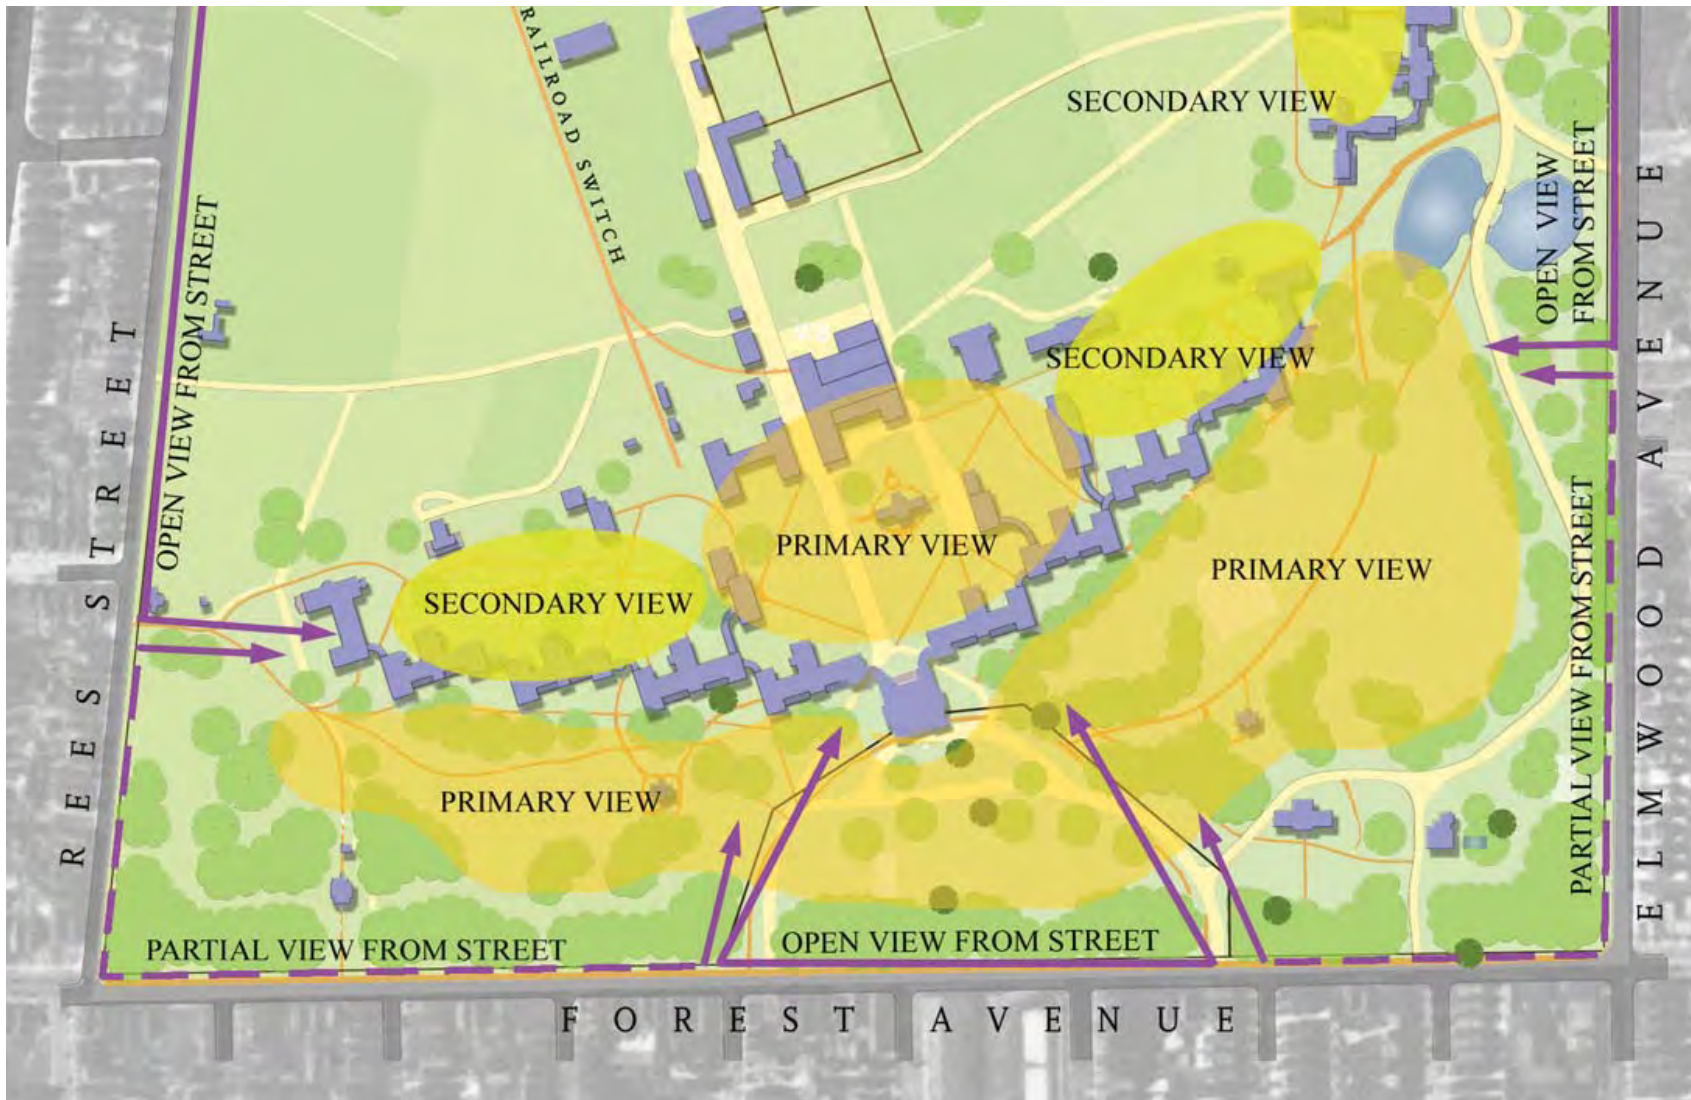 RAILROAD SWITCH
SECONDARY VIEW
OPEN VIEW
FROM STREET
OPEN VIEW FROM STREET
SECONDARY VIEW
PRIMARY VIEW
PRIMARY VIEW
SECONDARY VIEW
PRIMARY VIEW
PARTIAL VIEW FROM STREET
PARTIAL VIEW FROM STREET
OPEN VIEW FROM STREET
REES STREET
ELMWOOD AVENUE
FOREST AVENUE